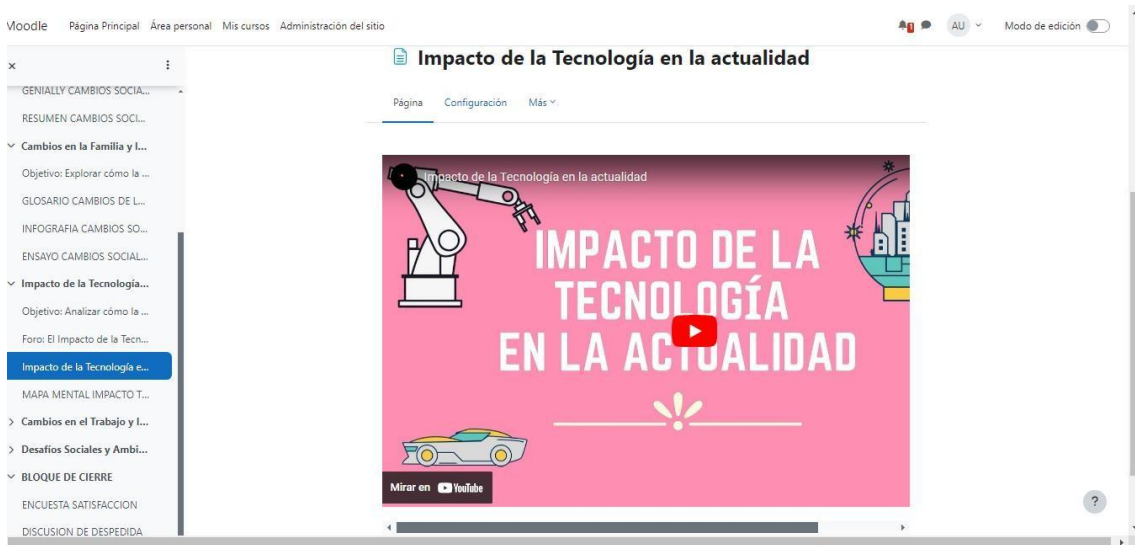 Moodle Página Principal Área personal Mis cursos Administración del sitio 1 AU Modo de edición
Impacto de la Tecnología en la actualidad
Página Configuración Más
GENIALLY CAMBIOS SOCIA...
RESUMEN CAMBIOS SOCI...
Cambios en la Familia y l...
Objetivo: Explorar cómo la ...
GLOSARIO CAMBIOS DE L...
INFOGRAFIA CAMBIOS SO...
ENSAYO CAMBIOS SOCIAL...
Impacto de la Tecnología...
Objetivo: Analizar cómo la ...
Foro: El Impacto de la Tecn...
Impacto de la Tecnología e...
MAPA MENTAL IMPACTO T...
Cambios en el Trabajo y l...
Desafíos Sociales y Ambi...
BLOQUE DE CIERRE
ENCUESTA SATISFACCION
DISCUSION DE DESPEDIDA
Impacto de la Tecnología en la actualidad
IMPACTO DE LA
TECNOLOGÍA
EN LA ACTUALIDAD
Mirar en YouTube
?